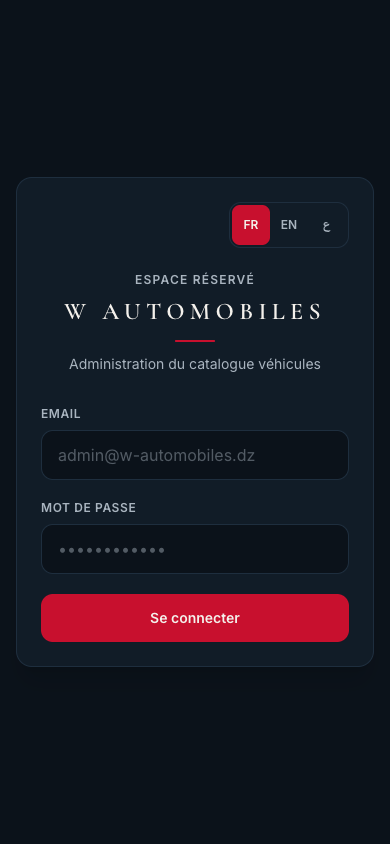 FR EN ع
ESPACE RÉSERVÉ
W AUTOMOBILES
Administration du catalogue véhicules
EMAIL
admin@w-automobiles.dz
MOT DE PASSE
••••••••••••
Se connecter